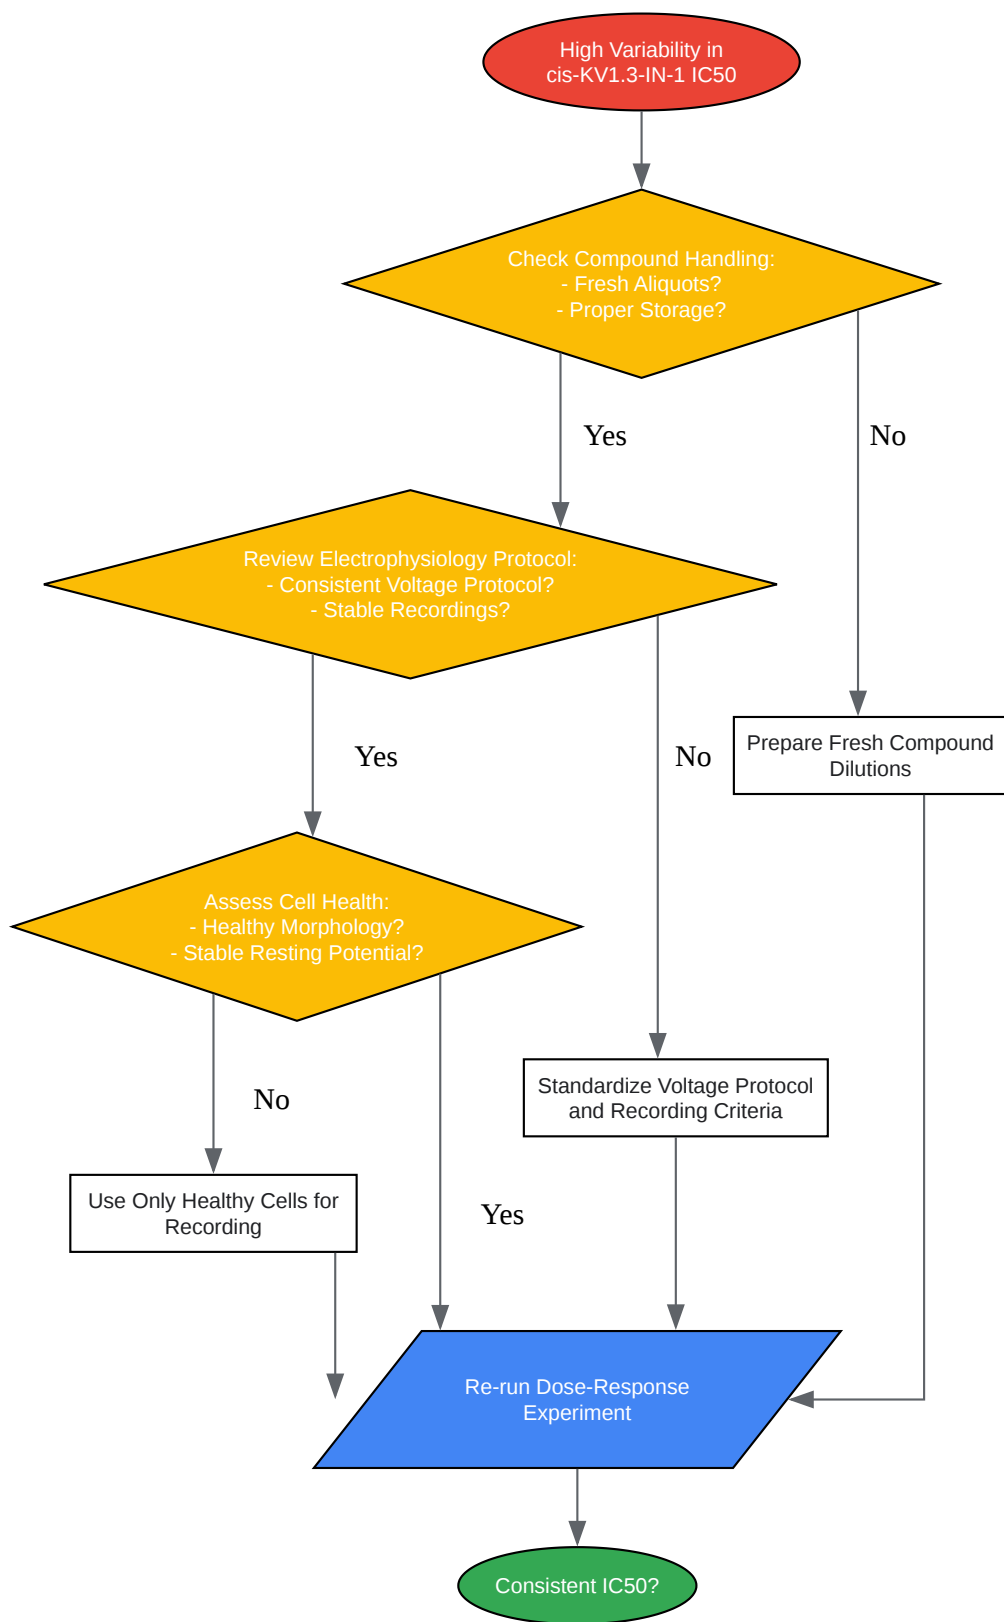 High Variability in
cis-KV1.3-IN-1 IC50
Check Compound Handling:
- Fresh Aliquots?
- Proper Storage?
Yes
No
Review Electrophysiology Protocol:
- Consistent Voltage Protocol?
- Stable Recordings?
Yes
No
Prepare Fresh Compound
Dilutions
Assess Cell Health:
- Healthy Morphology?
- Stable Resting Potential?
No
Standardize Voltage Protocol
and Recording Criteria
Use Only Healthy Cells for
Recording
Yes
Re-run Dose-Response
Experiment
Consistent IC50?